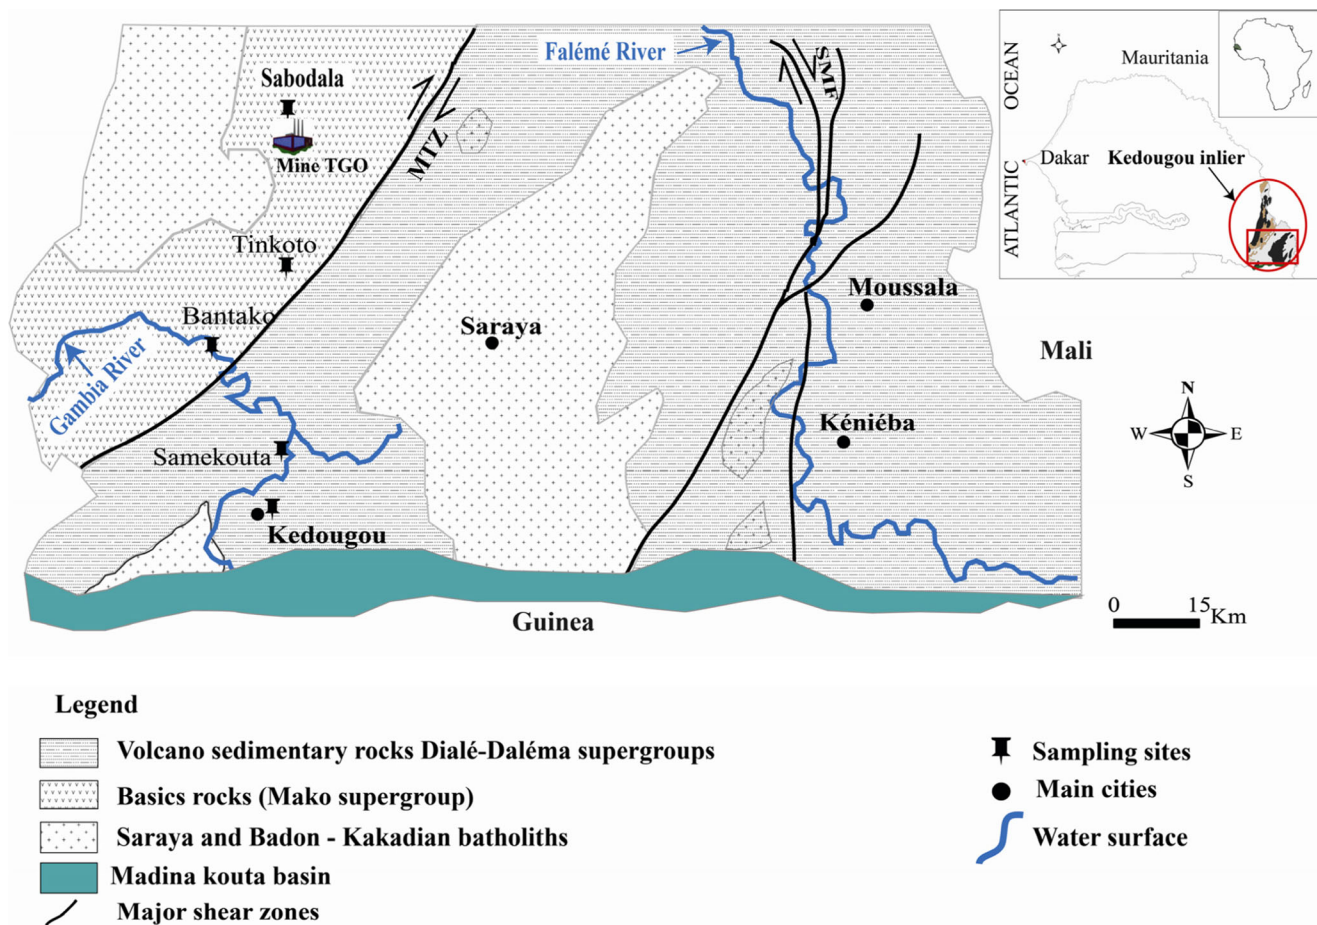 Falémé River
SMF
Sabodala
Mine TGO
MTZ
Tinkoto
Bantako
Gambia River
Saraya
Moussala
Mali
Kéniéba
Samekouta
Kedougou
Guinea
N
W
E
S
0 15 Km
ATLANTIC OCEAN
Mauritania
Dakar
Kedougou inlier
Legend
Volcano sedimentary rocks Dialé-Daléma supergroups
Basics rocks (Mako supergroup)
Saraya and Badon - Kakadian batholiths
Madina kouta basin
Major shear zones
Sampling sites
Main cities
Water surface